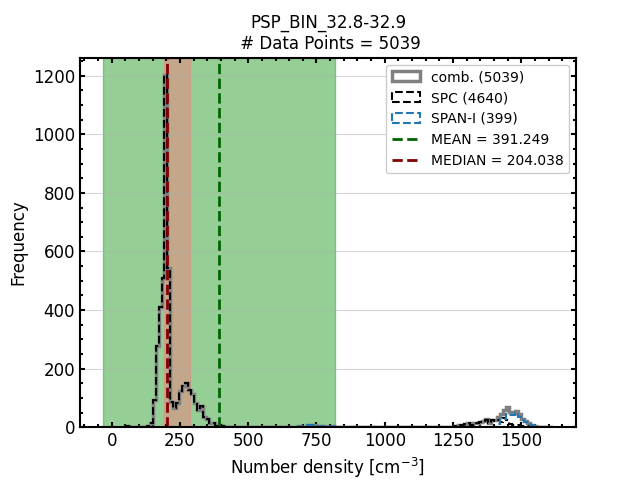 PSP_BIN_32.8-32.9
# Data Points = 5039
1200
1000
800
600
400
200
0
Frequency
comb. (5039)
SPC (4640)
SPAN-I (399)
MEAN = 391.249
MEDIAN = 204.038
0 250 500 750 1000 1250 1500
Number density [cm⁻³]